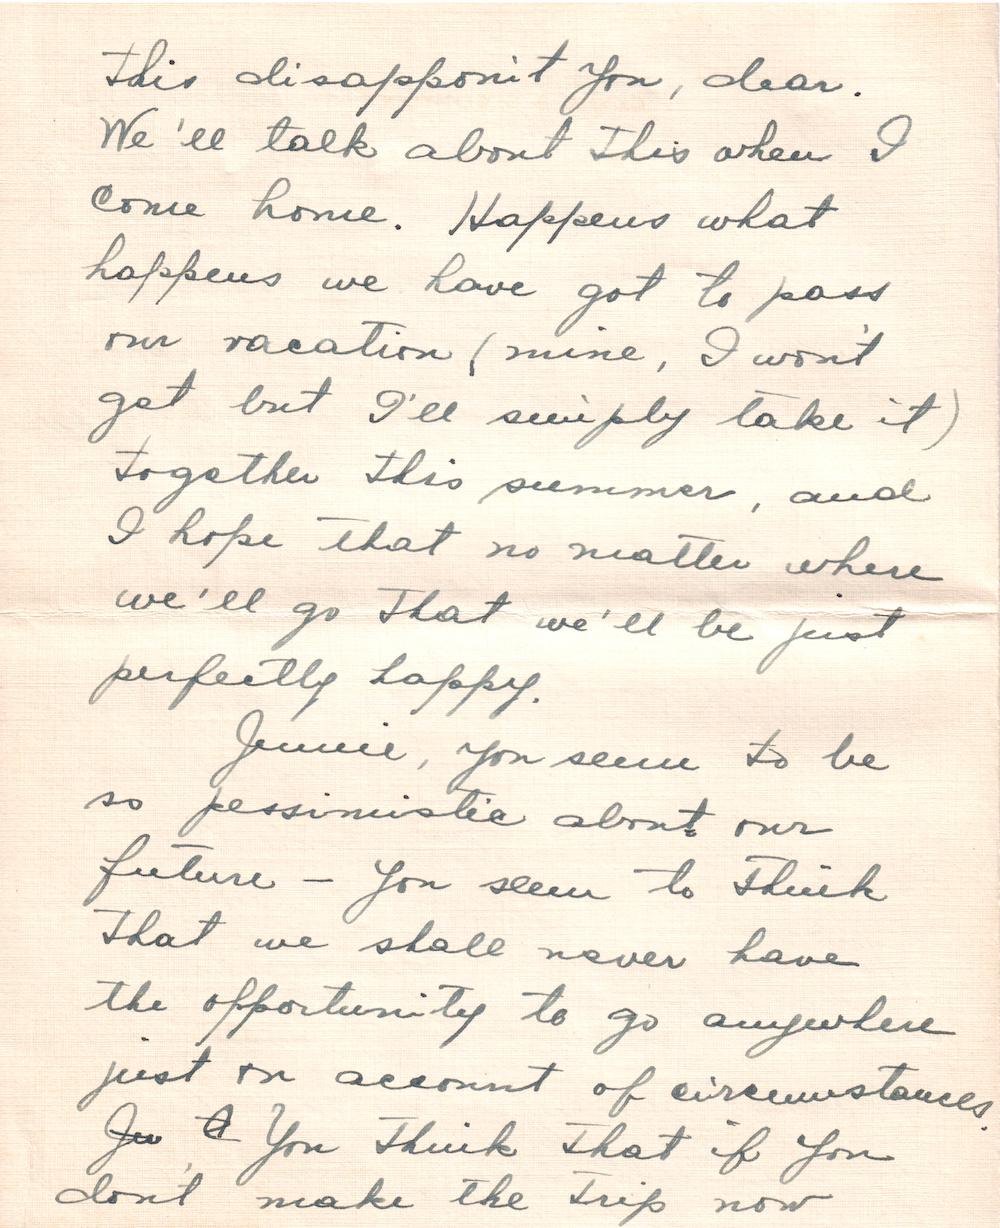 this disappoint you, dear.
We'll talk about this when I
come home. Happens what
happens we have got to pass
our vacation (mine, I won't
get but I'll simply take it)
together this summer, and
I hope that no matter where
we'll go that we'll be just
perfectly happy.
Jennie, you seem to be
so pessimistic about our
future – you seem to think
that we shall never have
the opportunity to go anywhere
just on account of circumstances.
You think that if you
don't make the trip now